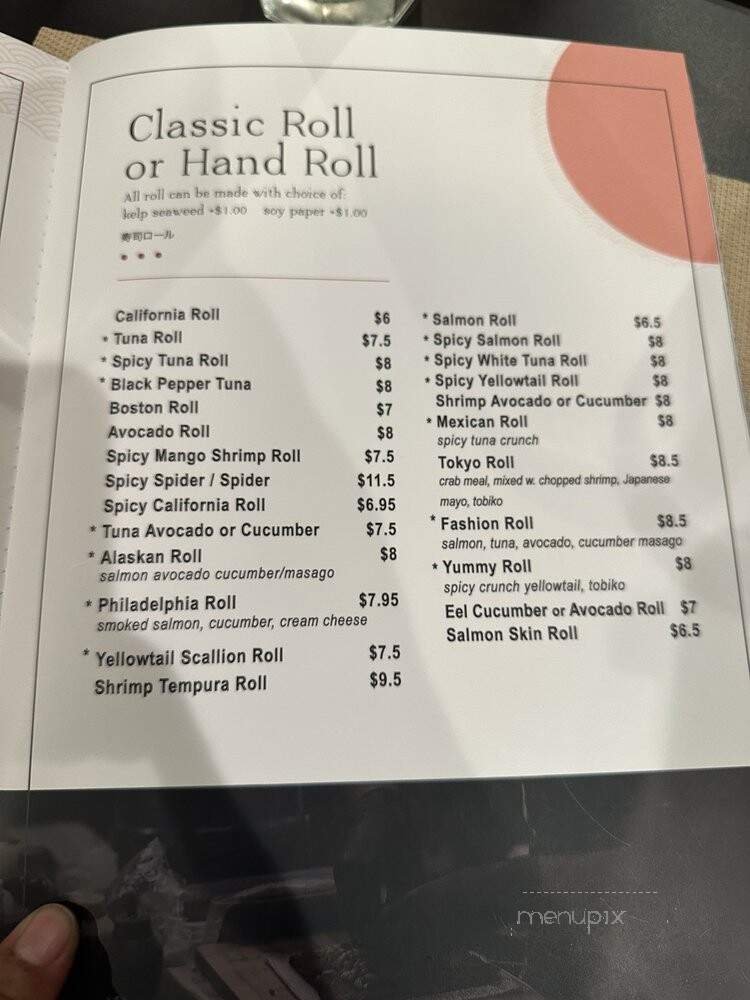 Classic Roll
or Hand Roll
All roll can be made with choice of:
kelp seaweed +$1.00 soy paper +$1.00
寿司ロール
California Roll $6
* Tuna Roll $7.5
* Spicy Tuna Roll $8
* Black Pepper Tuna $8
Boston Roll $7
Avocado Roll $8
Spicy Mango Shrimp Roll $7.5
Spicy Spider / Spider $11.5
Spicy California Roll $6.95
* Tuna Avocado or Cucumber $7.5
* Alaskan Roll $8
salmon avocado cucumber/masago
* Philadelphia Roll $7.95
smoked salmon, cucumber, cream cheese
* Yellowtail Scallion Roll $7.5
Shrimp Tempura Roll $9.5
* Salmon Roll $6.5
* Spicy Salmon Roll $8
* Spicy White Tuna Roll $8
* Spicy Yellowtail Roll $8
Shrimp Avocado or Cucumber $8
* Mexican Roll $8
spicy tuna crunch
Tokyo Roll $8.5
crab meal, mixed w. chopped shrimp, Japanese
mayo, tobiko
* Fashion Roll $8.5
salmon, tuna, avocado, cucumber masago
* Yummy Roll $8
spicy crunch yellowtail, tobiko
Eel Cucumber or Avocado Roll $7
Salmon Skin Roll $6.5
menupix